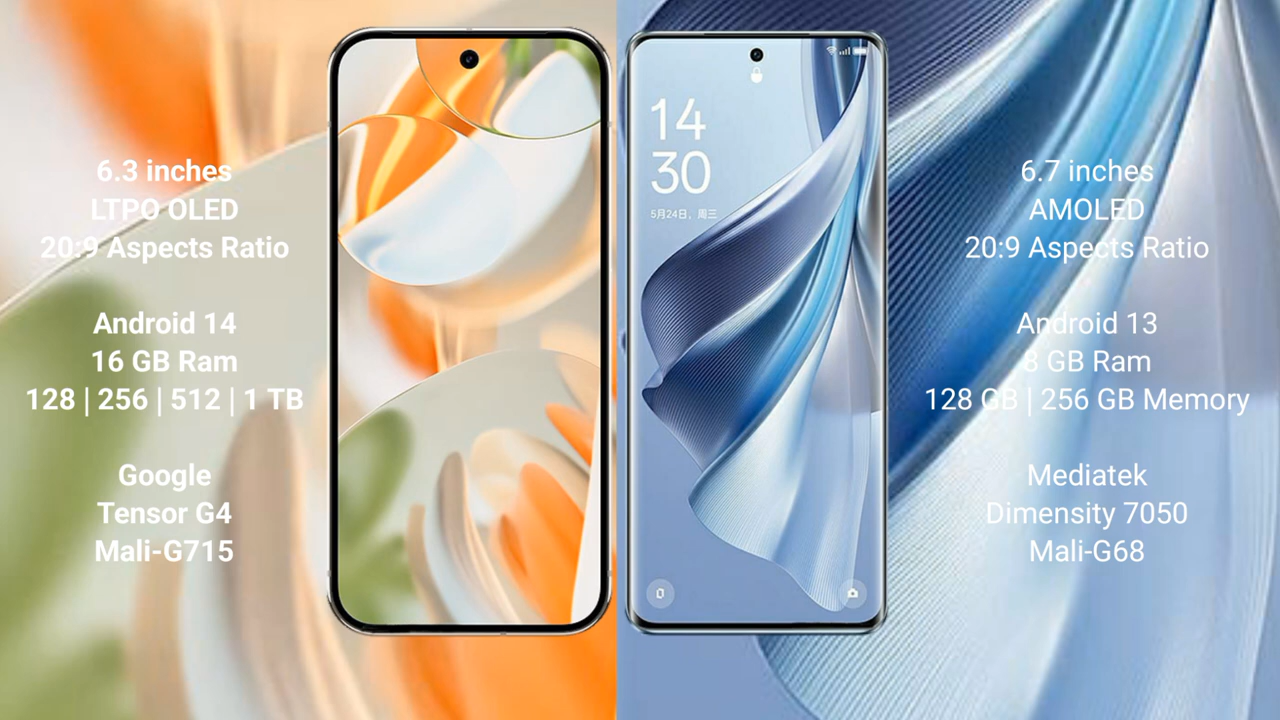 6.3 inches
LTPO OLED
20:9 Aspects Ratio
Android 14
16 GB Ram
128 | 256 | 512 | 1 TB
Google
Tensor G4
Mali-G715
14
30
5月24日，周三
6.7 inches
AMOLED
20:9 Aspects Ratio
Android 13
8 GB Ram
128 GB | 256 GB Memory
Mediatek
Dimensity 7050
Mali-G68